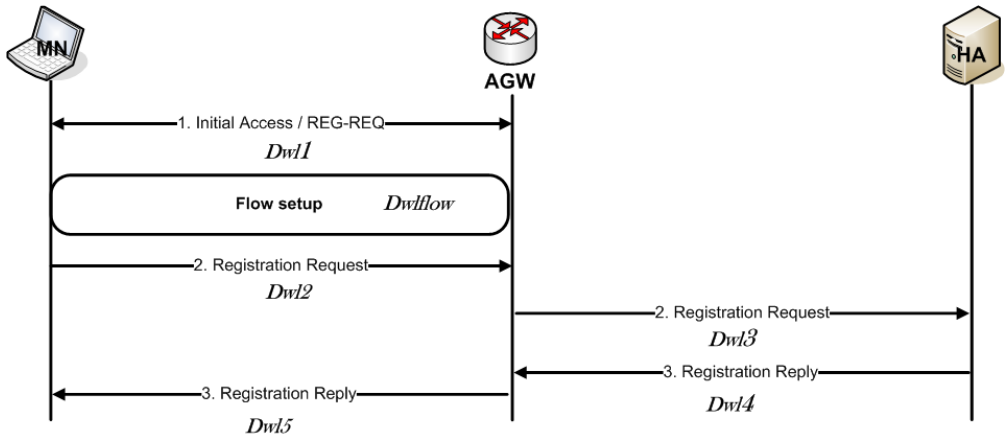 MN
AGW
HA
1. Initial Access / REG-REQ
Dwl1
Flow setup Dwlflow
2. Registration Request
Dwl2
2. Registration Request
Dwl3
3. Registration Reply
Dwl4
3. Registration Reply
Dwl5